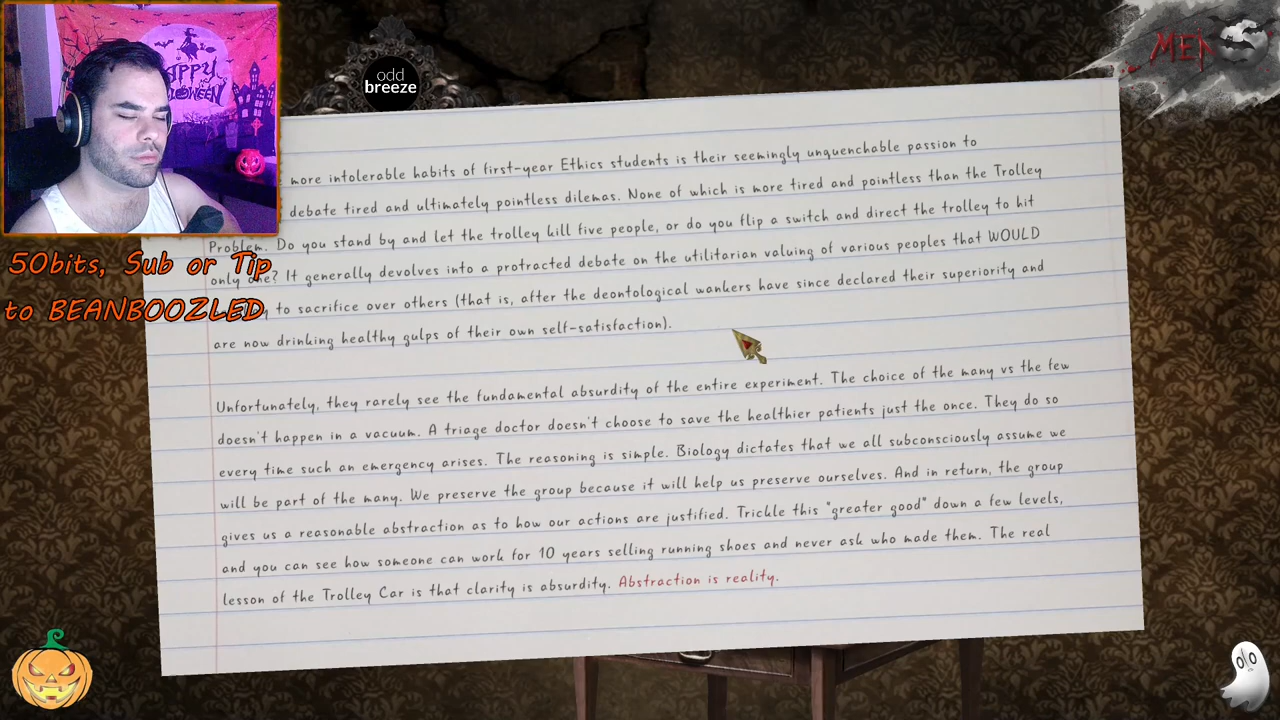 APPY
LLOWEEN
odd
breeze
MEN
more intolerable habits of first-year Ethics students is their seemingly unquenchable passion to
debate tired and ultimately pointless dilemas. None of which is more tired and pointless than the Trolley
Problem. Do you stand by and let the trolley kill five people, or do you flip a switch and direct the trolley to hit
only one? It generally devolves into a protracted debate on the utilitarian valuing of various peoples that WOULD
to sacrifice over others (that is, after the deontological wankers have since declared their superiority and
are now drinking healthy gulps of their own self-satisfaction).
50bits, Sub or Tip
to BEANBOOZLED
Unfortunately, they rarely see the fundamental absurdity of the entire experiment. The choice of the many vs the few
doesn't happen in a vacuum. A triage doctor doesn't choose to save the healthier patients just the once. They do so
every time such an emergency arises. The reasoning is simple. Biology dictates that we all subconsciously assume we
will be part of the many. We preserve the group because it will help us preserve ourselves. And in return, the group
gives us a reasonable abstraction as to how our actions are justified. Trickle this "greater good" down a few levels,
and you can see how someone can work for 10 years selling running shoes and never ask who made them. The real
lesson of the Trolley Car is that clarity is absurdity. Abstraction is reality.